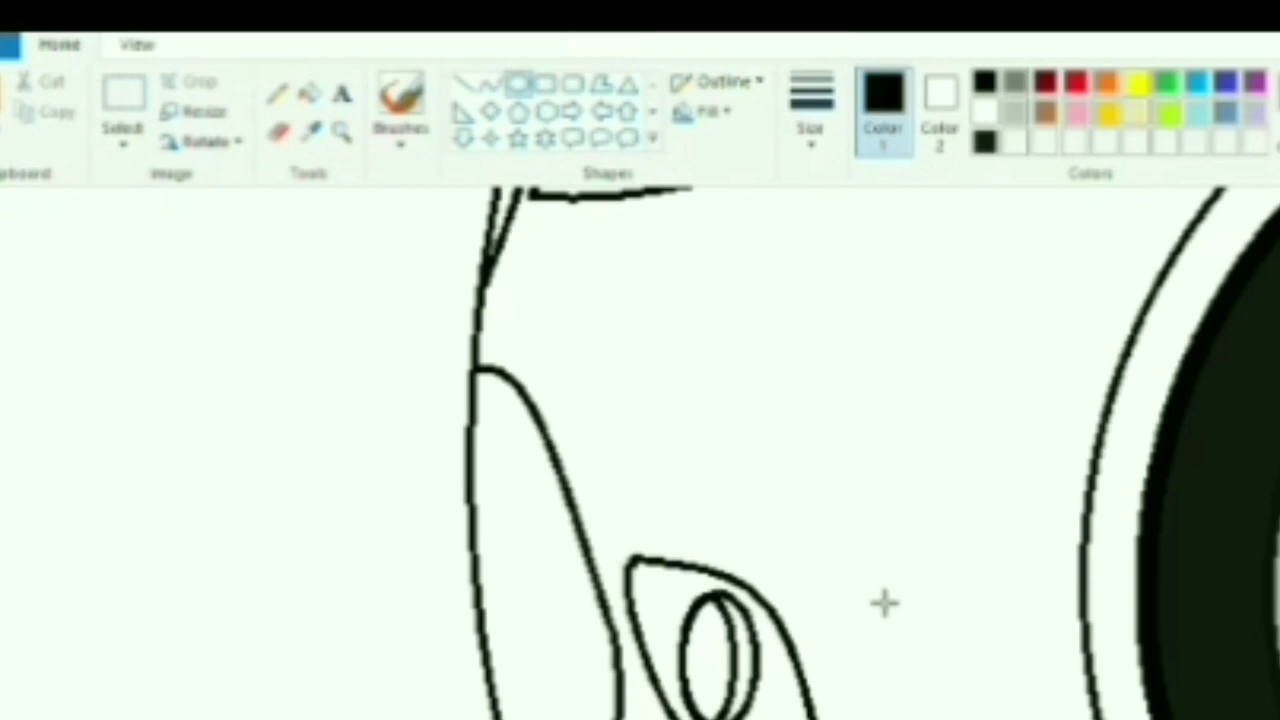 Home View
Cut Crop Outline
Copy Resize Fill
Select Rotate Brushes Size Color Color
1 2
Image Tools Shapes Colors